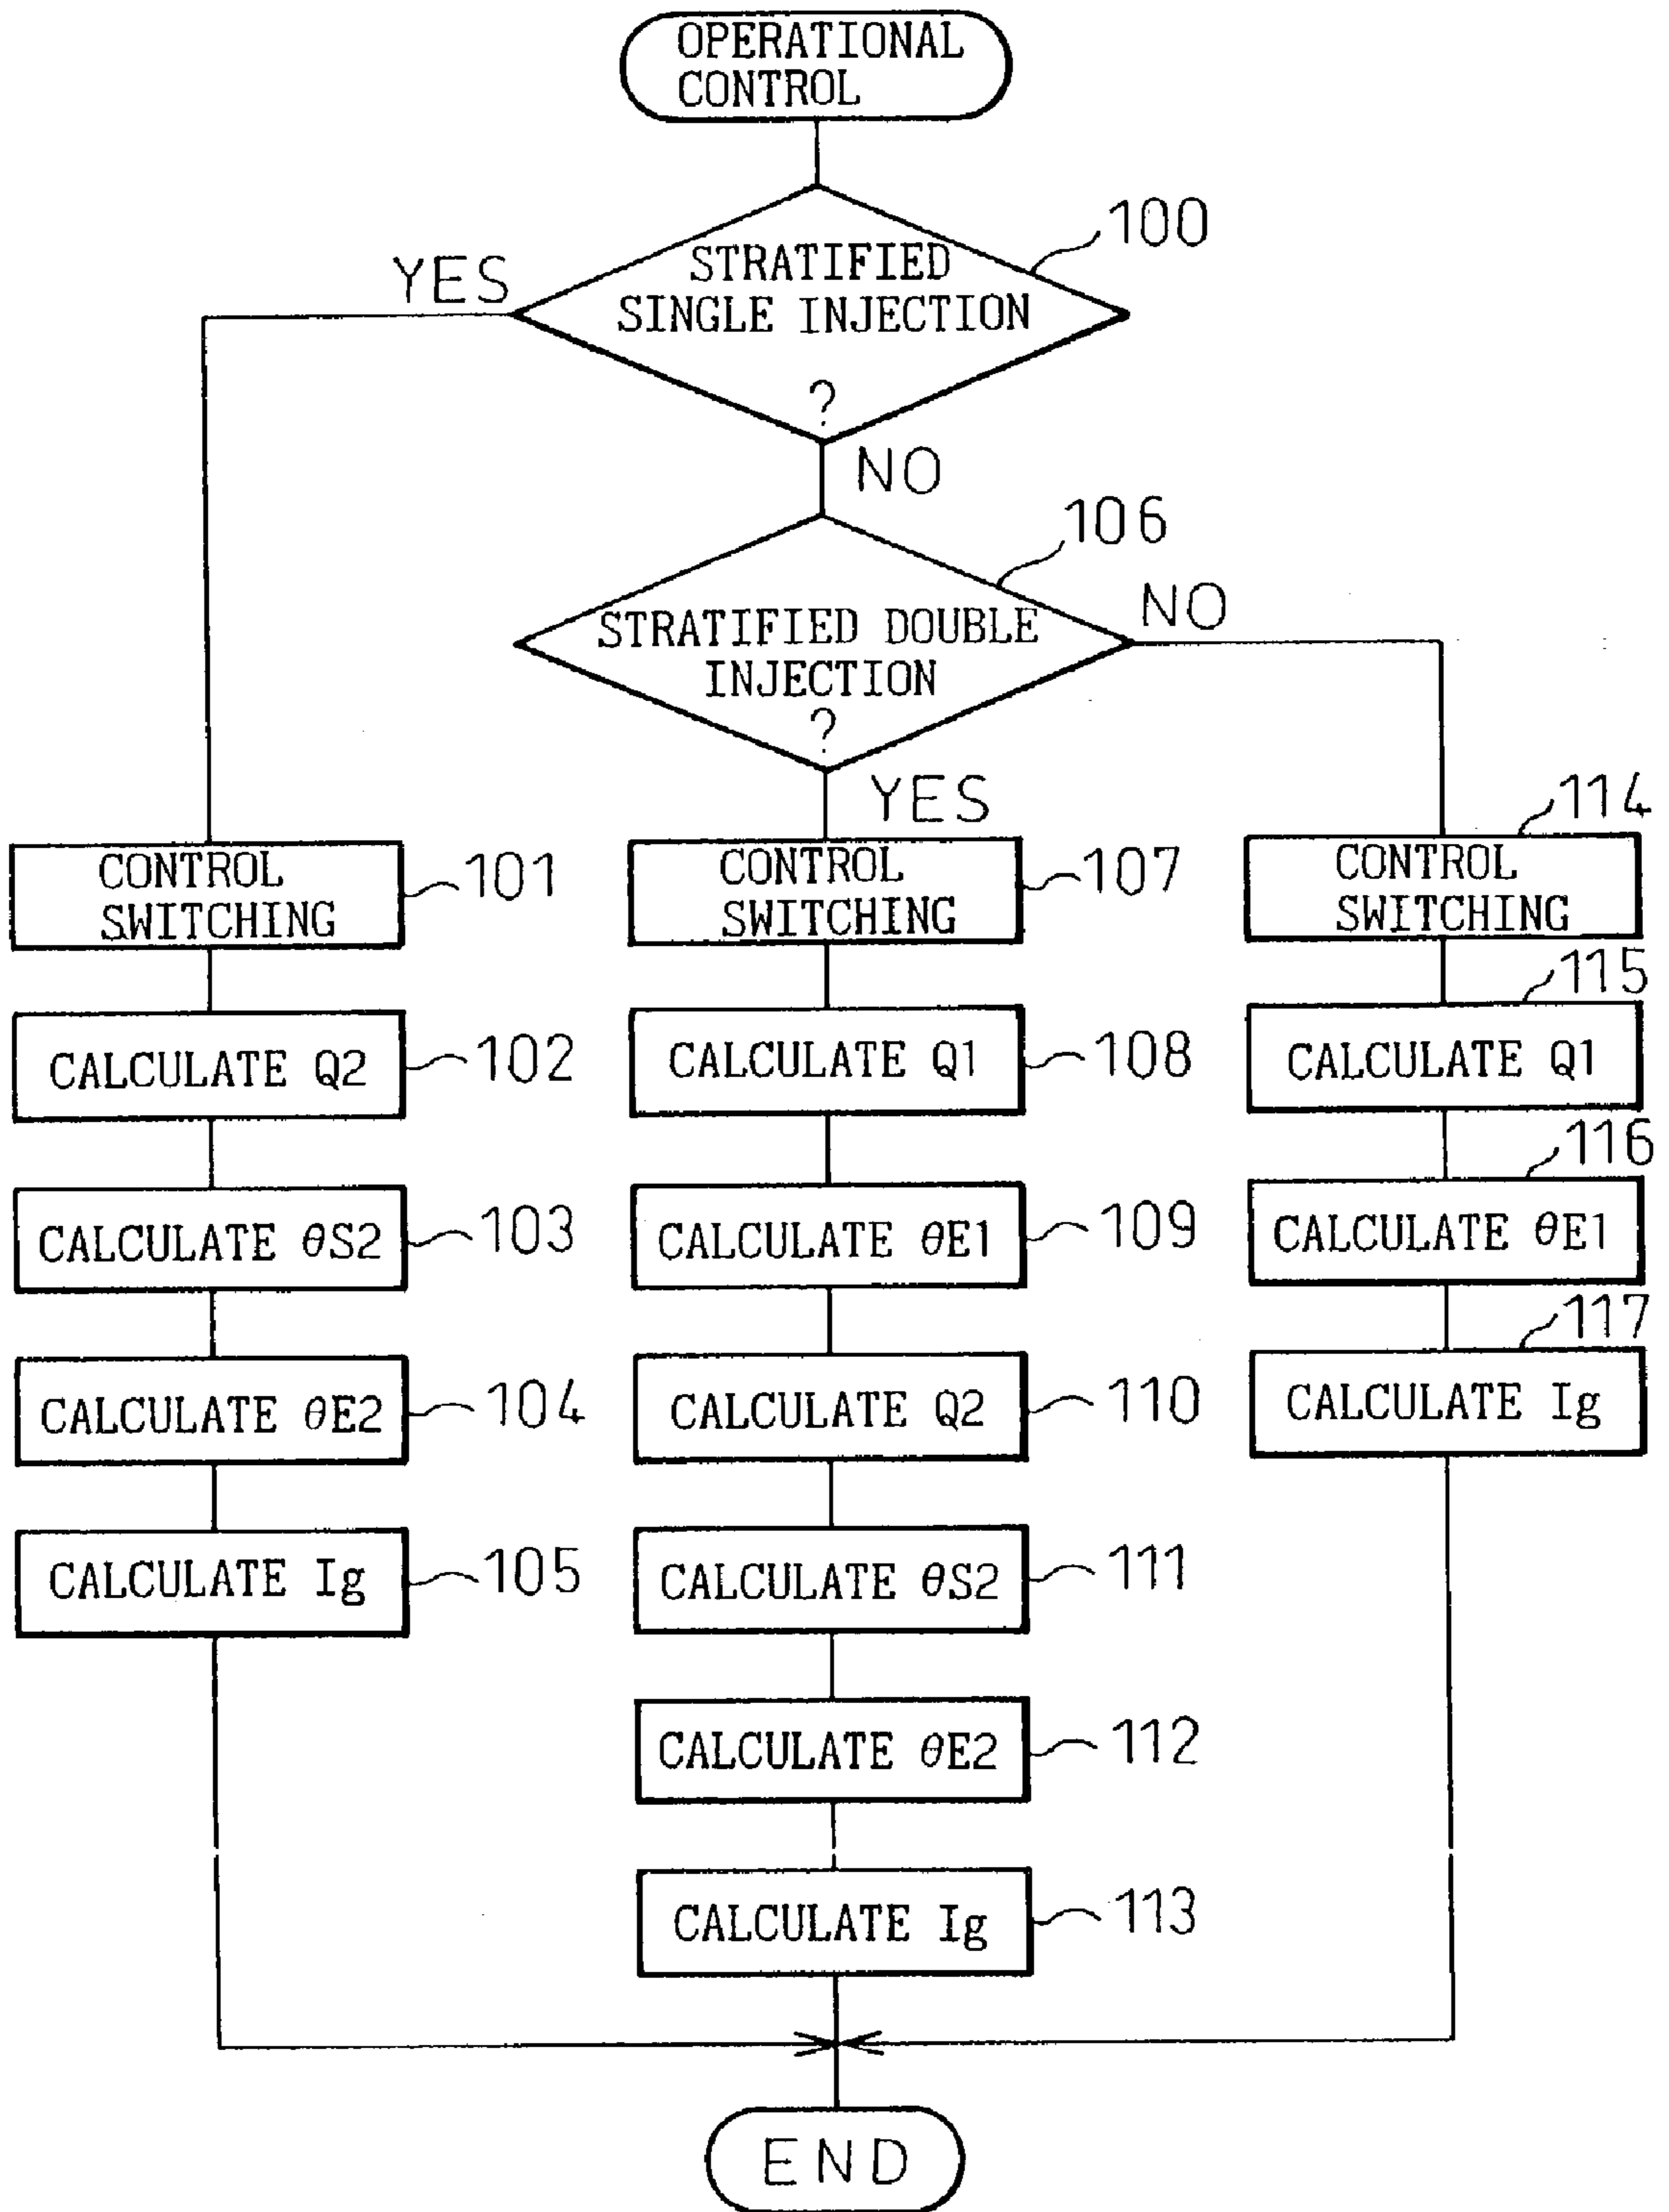 OPERATIONAL
CONTROL
100
STRATIFIED
SINGLE INJECTION
?
YES
NO
106
STRATIFIED DOUBLE
INJECTION
?
NO
YES
CONTROL
SWITCHING
101
CALCULATE Q2
102
CALCULATE θS2
103
CALCULATE θE2
104
CALCULATE Ig
105
CONTROL
SWITCHING
107
CALCULATE Q1
108
CALCULATE θE1
109
CALCULATE Q2
110
CALCULATE θS2
111
CALCULATE θE2
112
CALCULATE Ig
113
114
CONTROL
SWITCHING
115
CALCULATE Q1
116
CALCULATE θE1
117
CALCULATE Ig
END